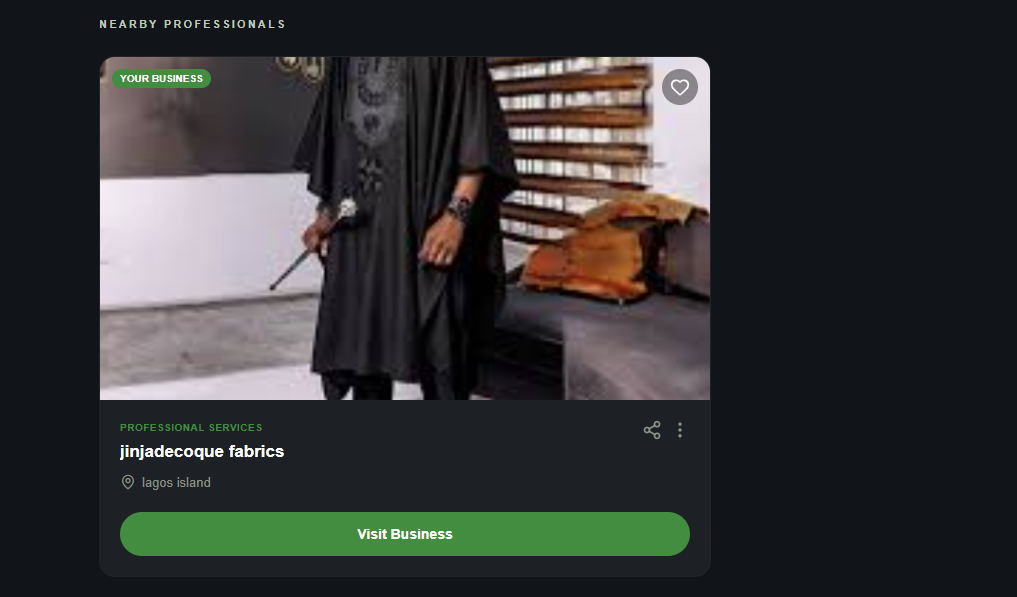 NEARBY PROFESSIONALS
YOUR BUSINESS
PROFESSIONAL SERVICES
jinjadecoque fabrics
lagos island
Visit Business